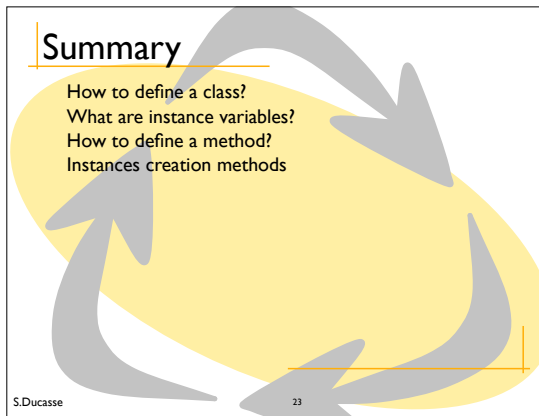 Summary
How to define a class?
What are instance variables?
How to define a method?
Instances creation methods
S.Ducasse
23